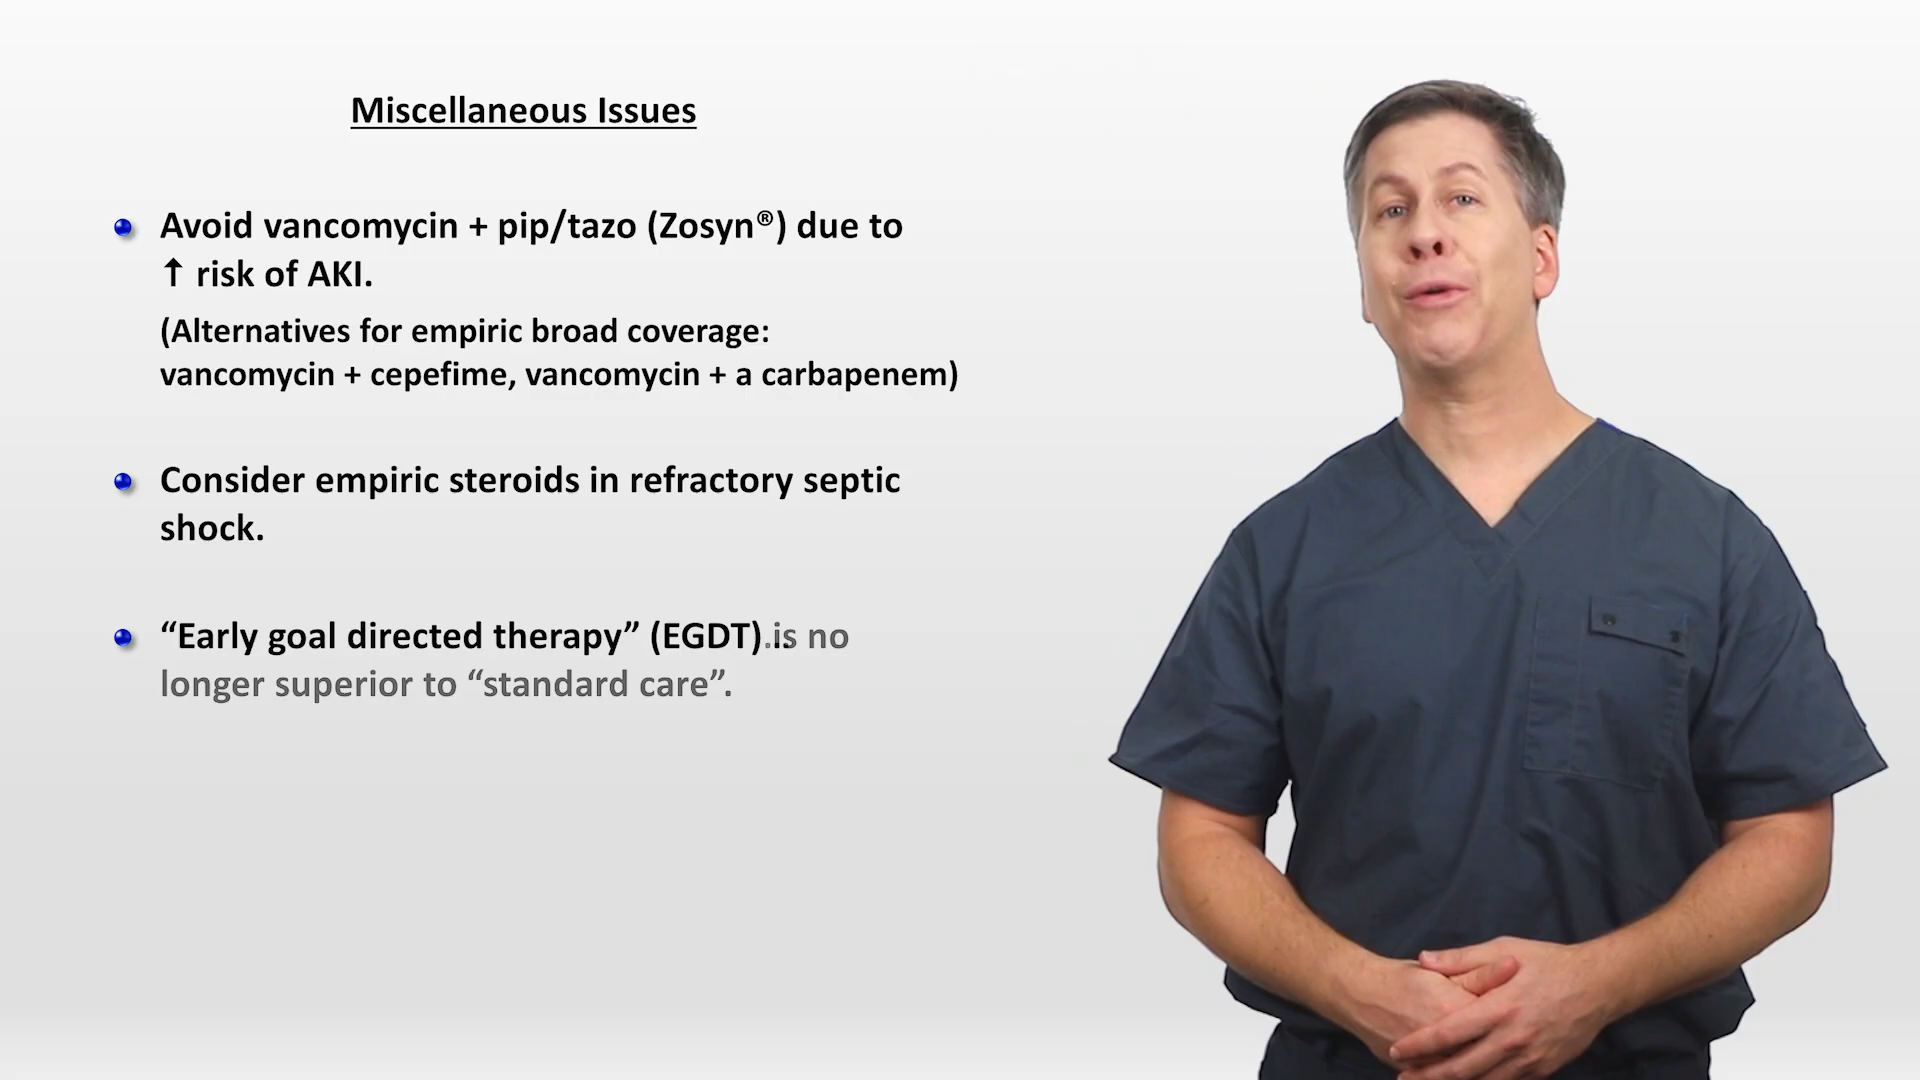 Miscellaneous Issues
Avoid vancomycin + pip/tazo (Zosyn®) due to
↑ risk of AKI.
(Alternatives for empiric broad coverage:
vancomycin + cepefime, vancomycin + a carbapenem)
Consider empiric steroids in refractory septic
shock.
“Early goal directed therapy” (EGDT) is no
longer superior to “standard care”.